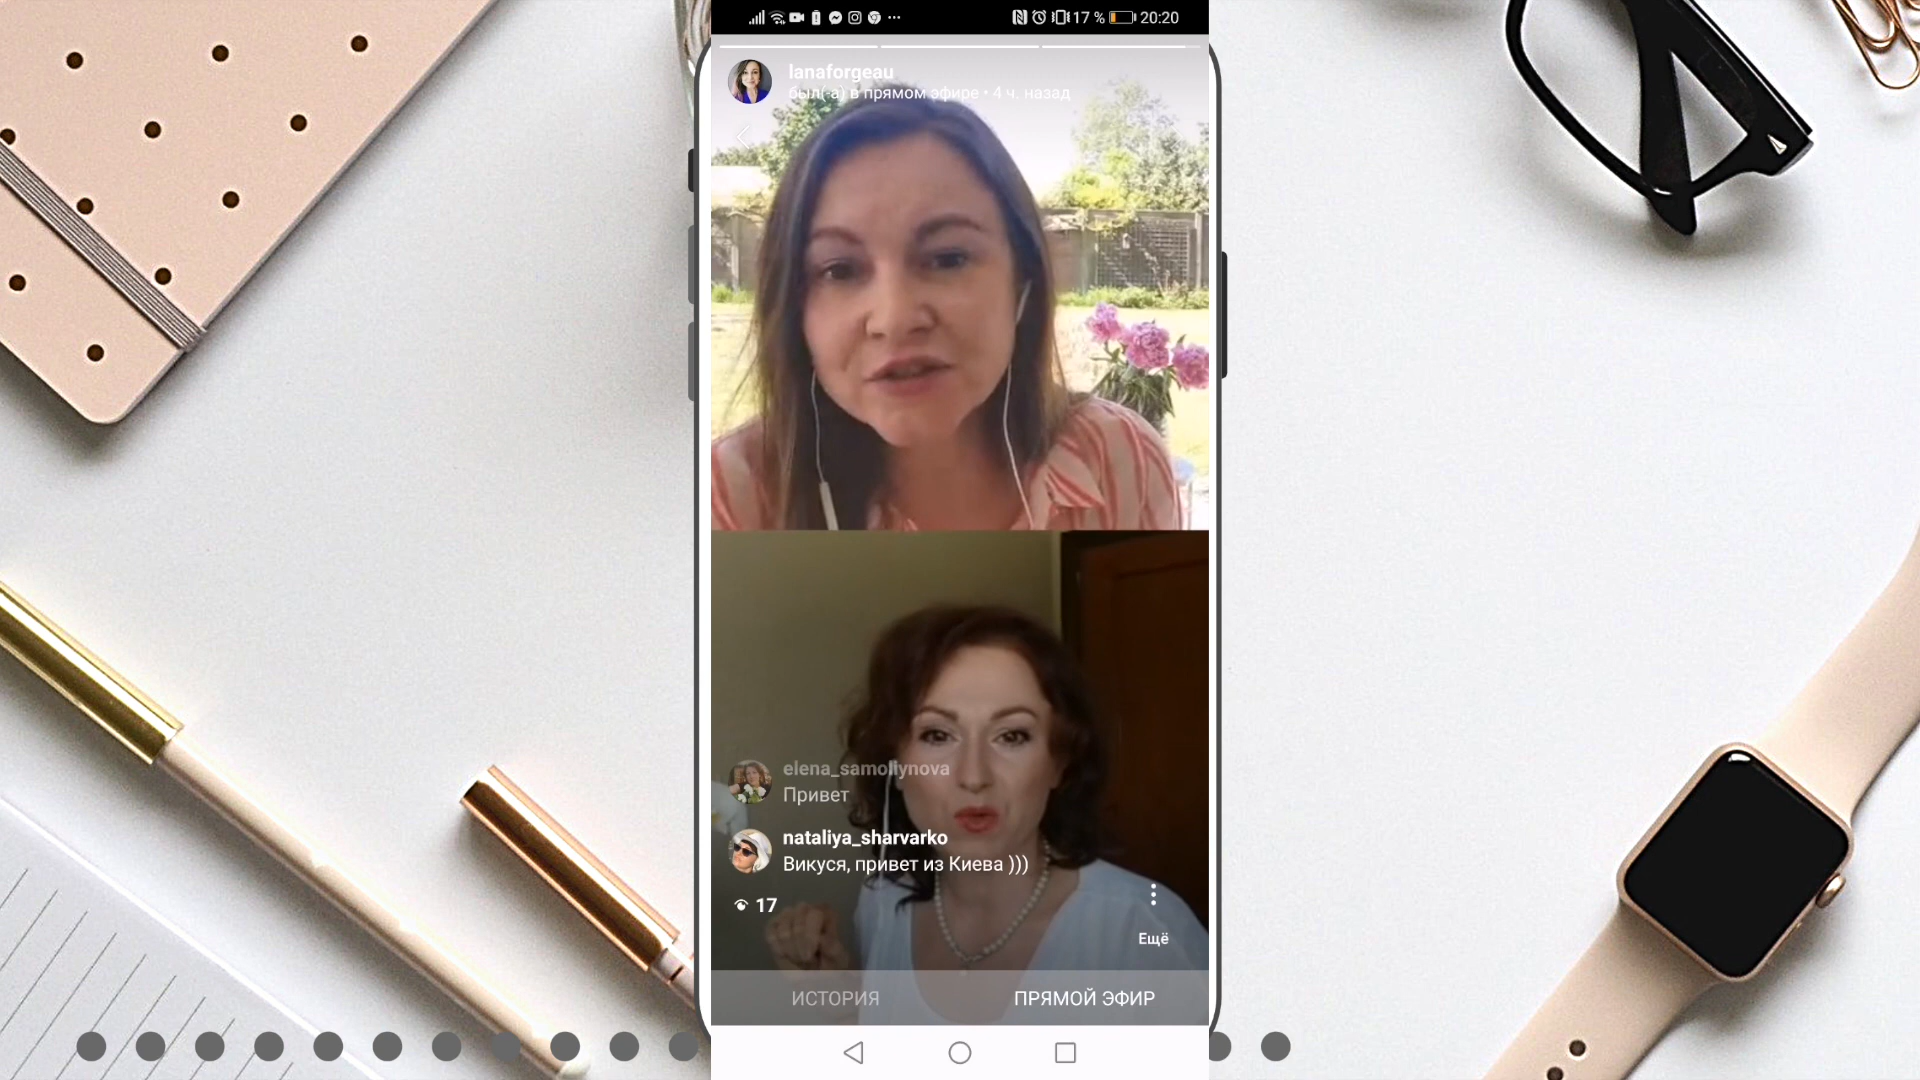 17 % 20:20
lanaforgeau
был(-а) в прямом эфире • 4 ч. назад
elena_samoilynova
Привет
nataliya_sharvarko
Викуся, привет из Киева )))
17
Ещё
ИСТОРИЯ
ПРЯМОЙ ЭФИР